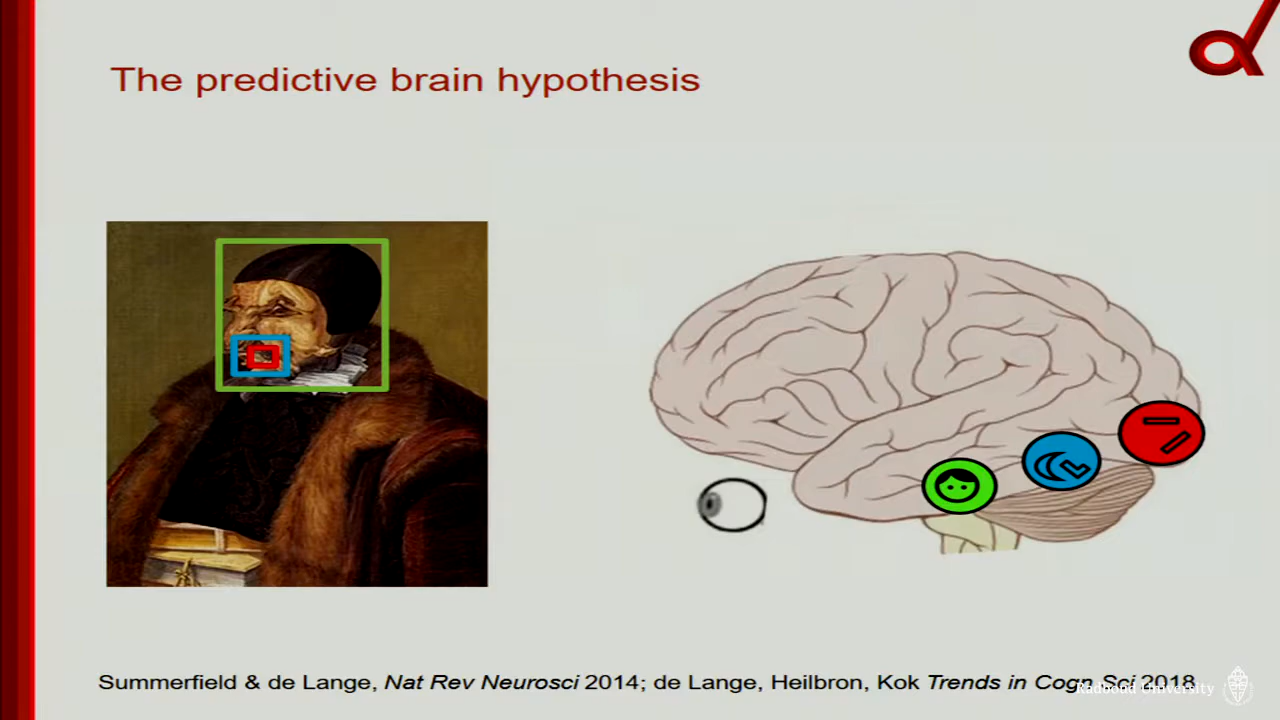 The predictive brain hypothesis
Summerfield & de Lange, Nat Rev Neurosci 2014; de Lange, Heilbron, Kok Trends in Cogn Sci 2018
Radboud University